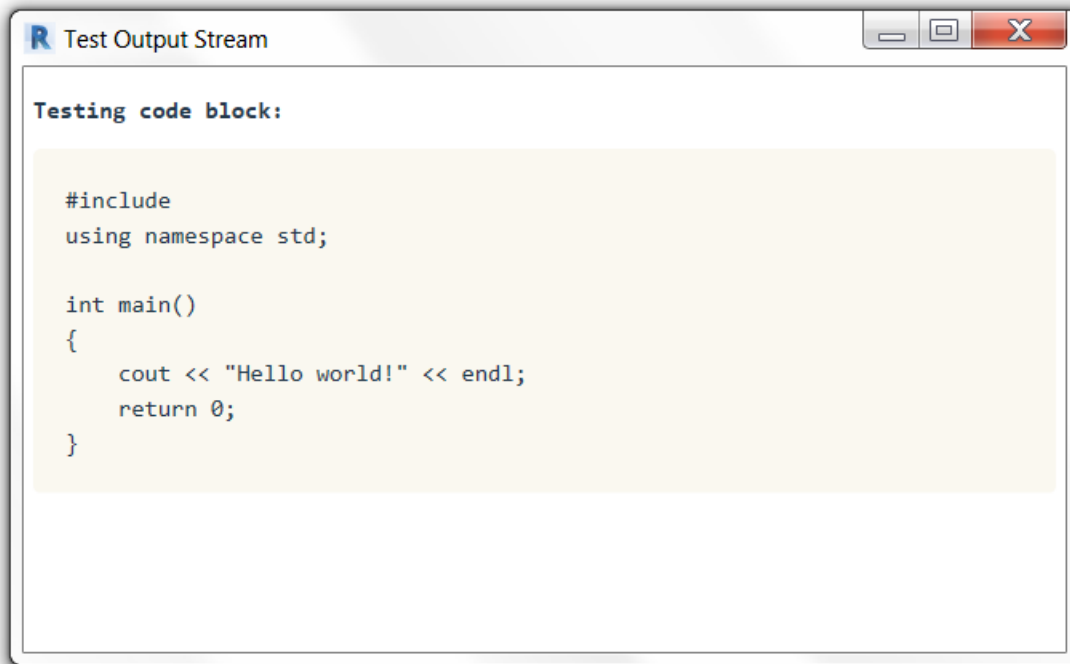 Test Output Stream
Testing code block:
#include
using namespace std;

int main()
{
    cout << "Hello world!" << endl;
    return 0;
}